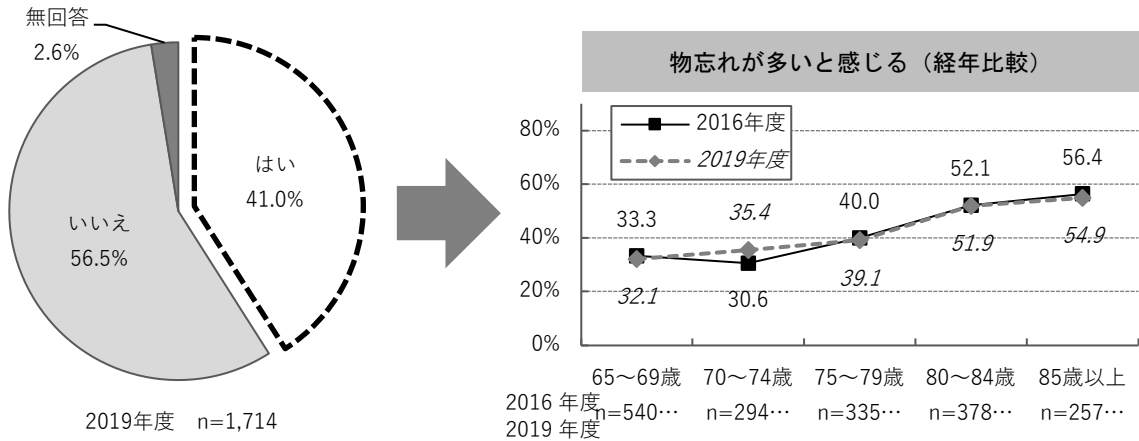 無回答
2.6%
はい
41.0%
いいえ
56.5%
2019年度 n=1,714
物忘れが多いと感じる（経年比較）
2016年度
2019年度
80%
60%
40%
20%
0%
33.3
30.6
40.0
52.1
56.4
32.1
35.4
39.1
51.9
54.9
65～69歳 70～74歳 75～79歳 80～84歳 85歳以上
2016 年度 n=540… n=294… n=335… n=378… n=257…
2019 年度